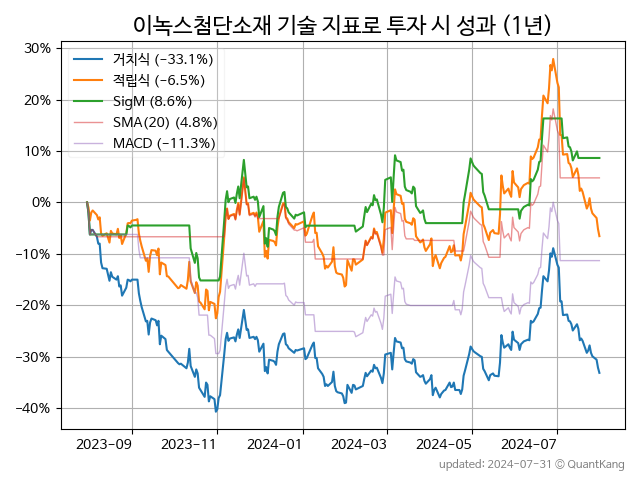 이녹스첨단소재 기술 지표로 투자 시 성과 (1년)
30%
20%
10%
0%
−10%
−20%
−30%
−40%
거치식 (−33.1%)
적립식 (−6.5%)
SigM (8.6%)
SMA(20) (4.8%)
MACD (−11.3%)
2023-09 2023-11 2024-01 2024-03 2024-05 2024-07
updated: 2024-07-31 © QuantKang